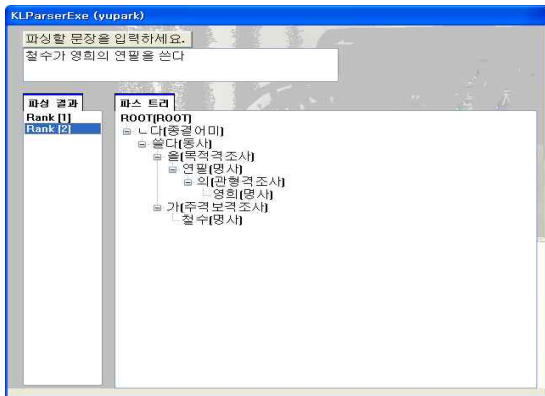 KLParserExe (yupark)
파싱할 문장을 입력하세요.
철수가 영희의 연필을 쓴다
파싱 결과
파스 트리
Rank [1]
Rank [2]
ROOT[ROOT]
ㄴ다[종결어미]
쓸다[동사]
을[목적격조사]
연필[명사]
의[관형격조사]
영희[명사]
가[주격보격조사]
철수[명사]